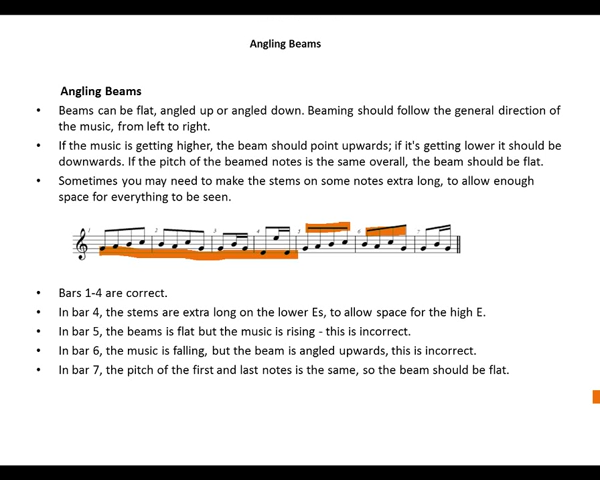 Angling Beams
Angling Beams
• Beams can be flat, angled up or angled down. Beaming should follow the general direction of
the music, from left to right.
• If the music is getting higher, the beam should point upwards; if it's getting lower it should be
downwards. If the pitch of the beamed notes is the same overall, the beam should be flat.
• Sometimes you may need to make the stems on some notes extra long, to allow enough
space for everything to be seen.
1 2 3 4 5 6 7
• Bars 1-4 are correct.
• In bar 4, the stems are extra long on the lower Es, to allow space for the high E.
• In bar 5, the beams is flat but the music is rising - this is incorrect.
• In bar 6, the music is falling, but the beam is angled upwards, this is incorrect.
• In bar 7, the pitch of the first and last notes is the same, so the beam should be flat.